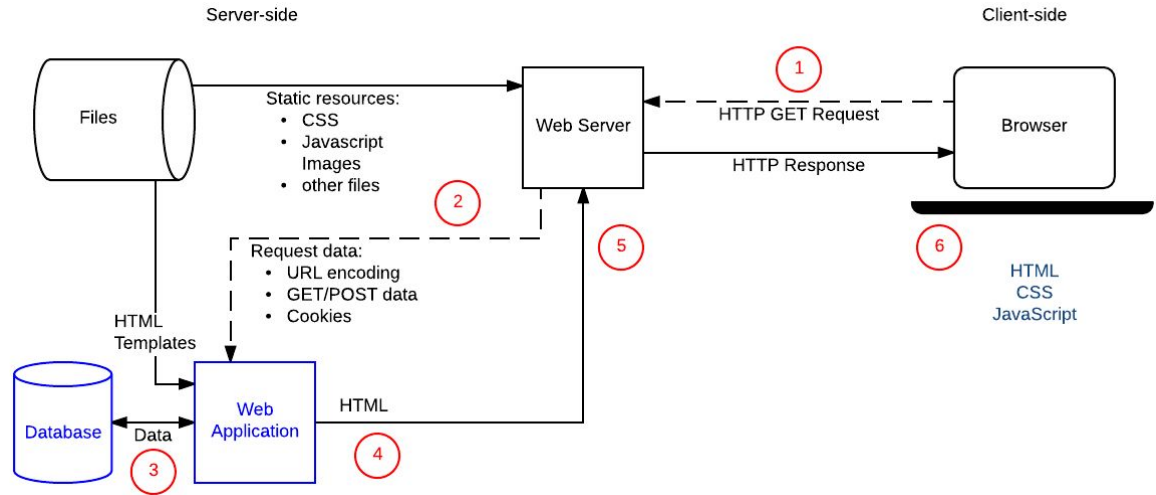 Server-side
Client-side
Files
Static resources:
• CSS
• Javascript
Images
• other files
Web Server
1
HTTP GET Request
HTTP Response
Browser
2
Request data:
• URL encoding
• GET/POST data
• Cookies
5
6
HTML
CSS
JavaScript
HTML
Templates
Database
Data
3
Web
Application
HTML
4